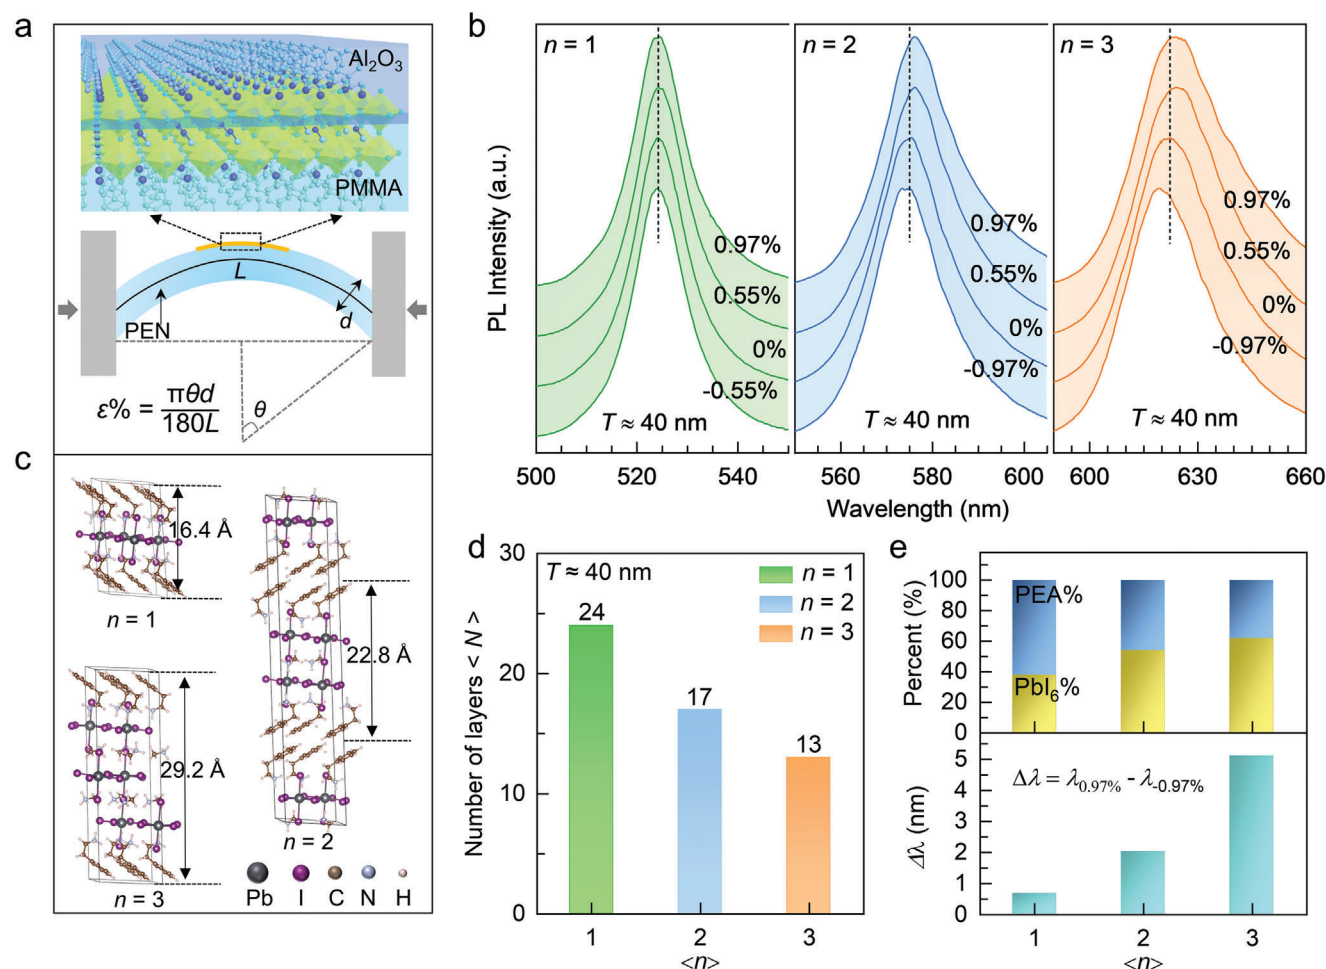 a
Al₂O₃
PMMA
L
d
PEN
ε% = πθd/180L
θ
b
PL Intensity (a.u.)
n = 1
0.97%
0.55%
0%
-0.55%
T ≈ 40 nm
500 520 540
n = 2
0.97%
0.55%
0%
-0.97%
T ≈ 40 nm
560 580 600
n = 3
0.97%
0.55%
0%
-0.97%
T ≈ 40 nm
600 630 660
Wavelength (nm)
c
16.4 Å
n = 1
22.8 Å
n = 2
29.2 Å
n = 3
Pb I C N H
d
Number of layers < N >
30
20
10
0
T ≈ 40 nm
n = 1
n = 2
n = 3
24
17
13
1 2 3
<n>
e
Percent (%)
100
80
60
40
20
0
PEA%
PbI₆%
Δλ (nm)
5
4
3
2
1
0
Δλ = λ0.97% - λ-0.97%
1 2 3
<n>